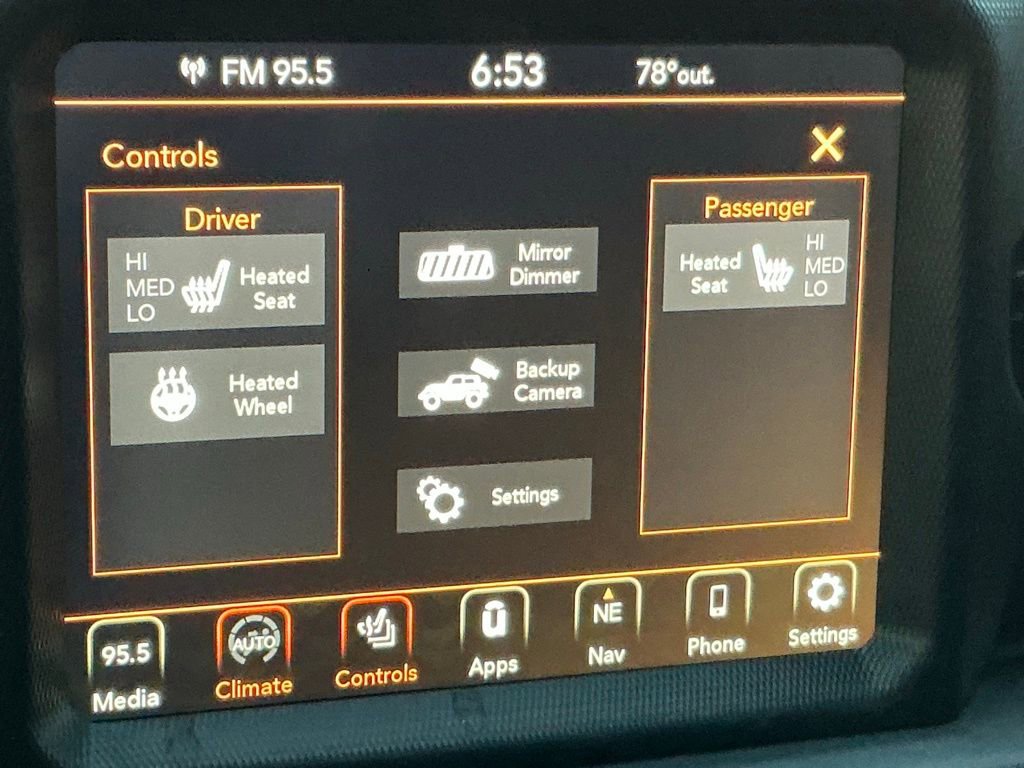 FM 95.5
6:53
78°out.
Controls
X
Driver
HI
MED
LO
Heated
Seat
Heated
Wheel
Mirror
Dimmer
Backup
Camera
Settings
Passenger
Heated
Seat
HI
MED
LO
95.5
Media
AUTO
Climate
Controls
Apps
NE
Nav
Phone
Settings